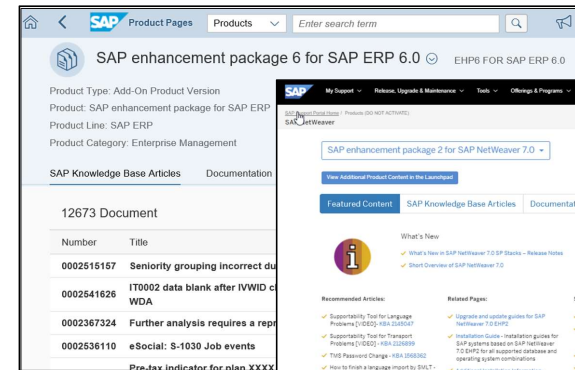 SAP Product Pages Products Enter search term
SAP enhancement package 6 for SAP ERP 6.0 EHP6 FOR SAP ERP 6.0
Product Type: Add-On Product Version
Product: SAP enhancement package for SAP ERP
Product Line: SAP ERP
Product Category: Enterprise Management
SAP Knowledge Base Articles Documentation
12673 Document
Number Title
0002515157 Seniority grouping incorrect du
0002541626 IT0002 data blank after IVWID cl
WDA
0002367324 Further analysis requires a repr
0002536110 eSocial: S-1030 Job events
Pre-tax indicator for plan XXXX
SAP My Support Release, Upgrade & Maintenance Tools Offerings & Programs
Portal Home / Products (DO NOT ACTIVATE)
SAP NetWeaver
SAP enhancement package 2 for SAP NetWeaver 7.0
View Additional Product Content in the Launchpad
Featured Content SAP Knowledge Base Articles Documentat
What's New
What's New in SAP NetWeaver 7.0 SP Stacks – Release Notes
Short Overview of SAP NetWeaver 7.0
Recommended Articles:
Supportability Tool for Language
Problems [VIDEO]- KBA 2149047
Supportability Tool for Transport
Problems [VIDEO] - KBA 2126899
TMS Password Change - KBA 1568362
How to finish a language import by SMLT -
Related Pages:
Upgrade and update guides for SAP
NetWeaver 7.0 EHP2
Installation Guide - Installation guides for
SAP systems based on SAP NetWeaver
7.0 EHP2 for all supported database and
operating system combinations